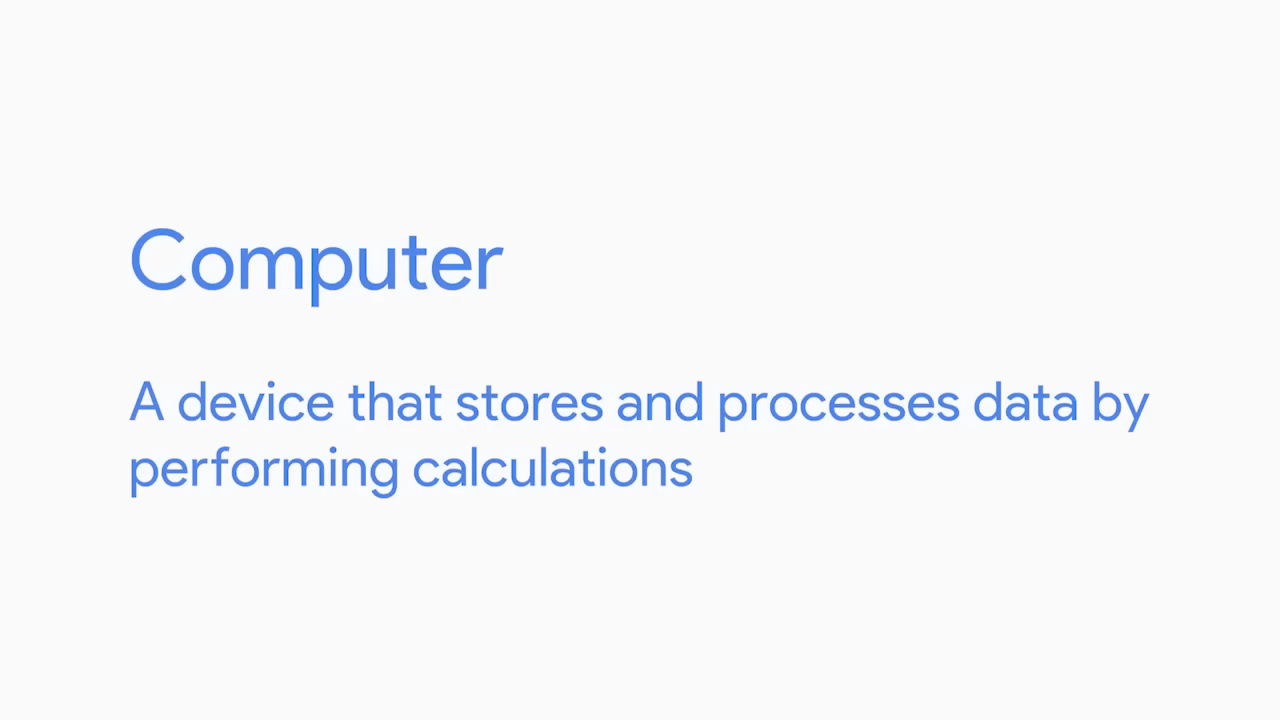 Computer
A device that stores and processes data by
performing calculations